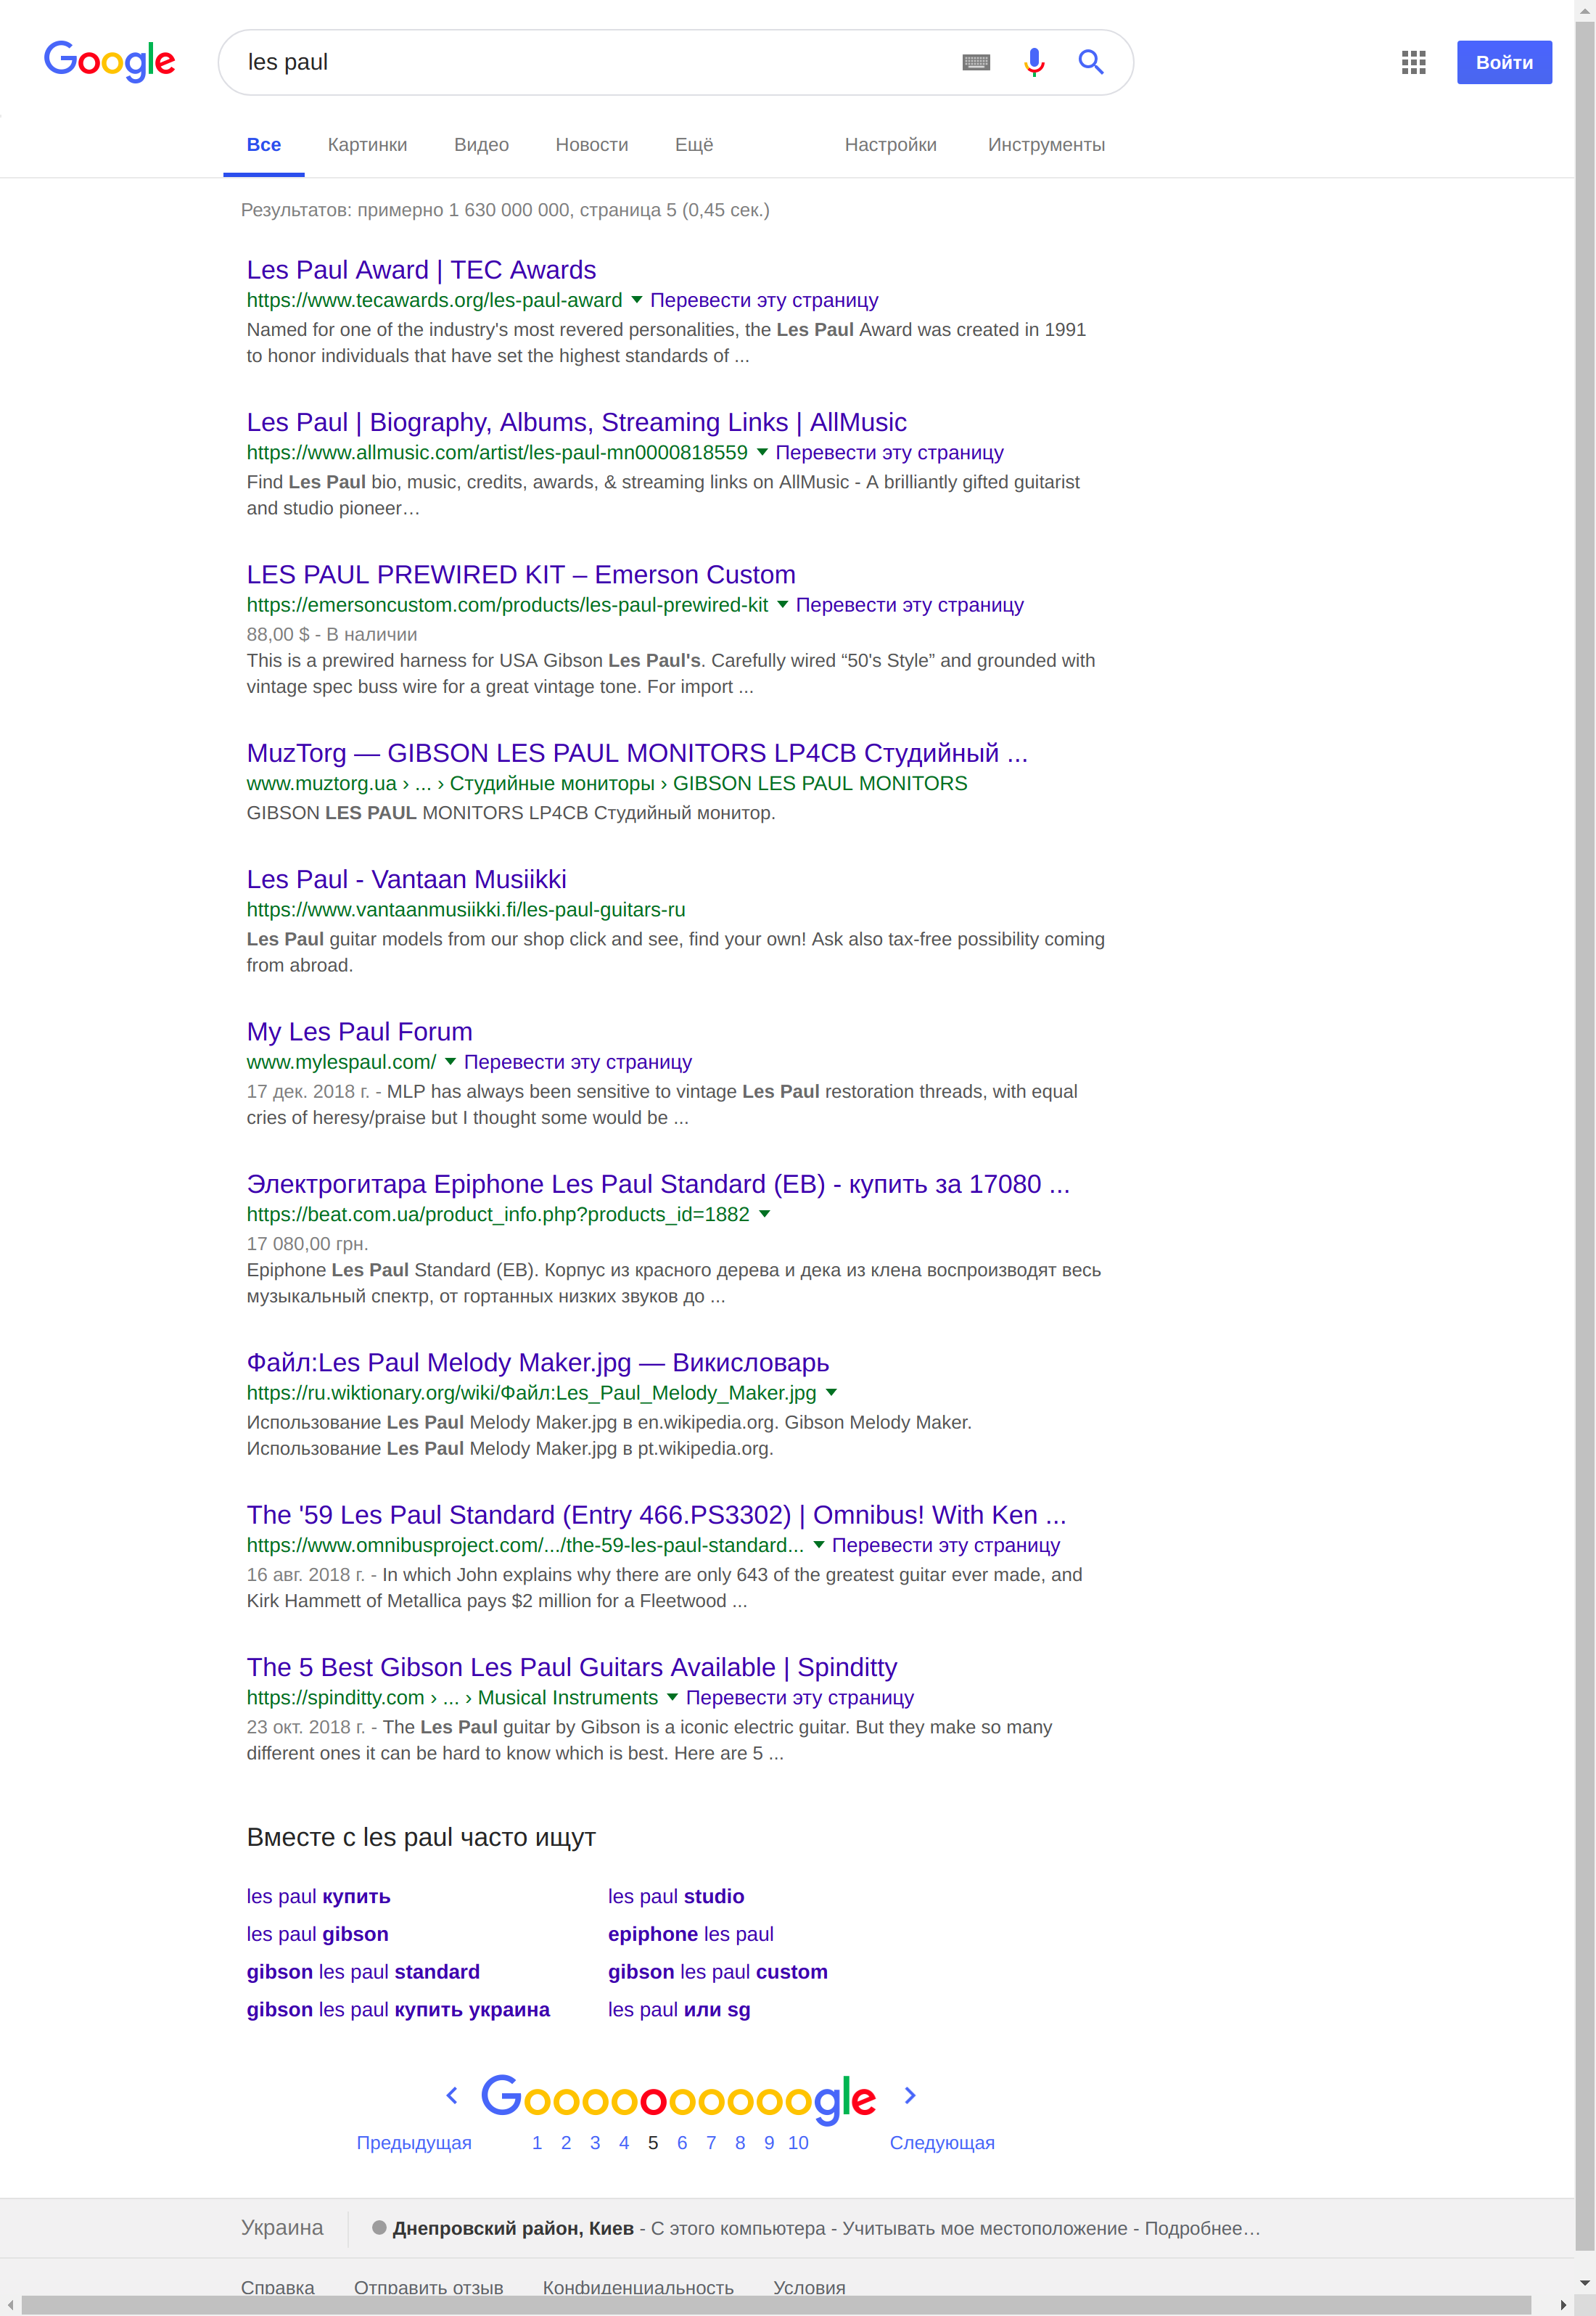 Google
les paul
Войти
Все Картинки Видео Новости Ещё Настройки Инструменты
Результатов: примерно 1 630 000 000, страница 5 (0,45 сек.)
Les Paul Award | TEC Awards
https://www.tecawards.org/les-paul-award Перевести эту страницу
Named for one of the industry's most revered personalities, the Les Paul Award was created in 1991
to honor individuals that have set the highest standards of ...
Les Paul | Biography, Albums, Streaming Links | AllMusic
https://www.allmusic.com/artist/les-paul-mn0000818559 Перевести эту страницу
Find Les Paul bio, music, credits, awards, & streaming links on AllMusic - A brilliantly gifted guitarist
and studio pioneer…
LES PAUL PREWIRED KIT – Emerson Custom
https://emersoncustom.com/products/les-paul-prewired-kit Перевести эту страницу
88,00 $ - В наличии
This is a prewired harness for USA Gibson Les Paul's. Carefully wired “50's Style” and grounded with
vintage spec buss wire for a great vintage tone. For import ...
MuzTorg — GIBSON LES PAUL MONITORS LP4CB Студийный ...
www.muztorg.ua › ... › Студийные мониторы › GIBSON LES PAUL MONITORS
GIBSON LES PAUL MONITORS LP4CB Студийный монитор.
Les Paul - Vantaan Musiikki
https://www.vantaanmusiikki.fi/les-paul-guitars-ru
Les Paul guitar models from our shop click and see, find your own! Ask also tax-free possibility coming
from abroad.
My Les Paul Forum
www.mylespaul.com/ Перевести эту страницу
17 дек. 2018 г. - MLP has always been sensitive to vintage Les Paul restoration threads, with equal
cries of heresy/praise but I thought some would be ...
Электрогитара Epiphone Les Paul Standard (EB) - купить за 17080 ...
https://beat.com.ua/product_info.php?products_id=1882
17 080,00 грн.
Epiphone Les Paul Standard (EB). Корпус из красного дерева и дека из клена воспроизводят весь
музыкальный спектр, от гортанных низких звуков до ...
Файл:Les Paul Melody Maker.jpg — Викисловарь
https://ru.wiktionary.org/wiki/Файл:Les_Paul_Melody_Maker.jpg
Использование Les Paul Melody Maker.jpg в en.wikipedia.org. Gibson Melody Maker.
Использование Les Paul Melody Maker.jpg в pt.wikipedia.org.
The '59 Les Paul Standard (Entry 466.PS3302) | Omnibus! With Ken ...
https://www.omnibusproject.com/.../the-59-les-paul-standard... Перевести эту страницу
16 авг. 2018 г. - In which John explains why there are only 643 of the greatest guitar ever made, and
Kirk Hammett of Metallica pays $2 million for a Fleetwood ...
The 5 Best Gibson Les Paul Guitars Available | Spinditty
https://spinditty.com › ... › Musical Instruments Перевести эту страницу
23 окт. 2018 г. - The Les Paul guitar by Gibson is a iconic electric guitar. But they make so many
different ones it can be hard to know which is best. Here are 5 ...
Вместе с les paul часто ищут
les paul купить les paul studio
les paul gibson epiphone les paul
gibson les paul standard gibson les paul custom
gibson les paul купить украина les paul или sg
Goooooooooogle
Предыдущая 1 2 3 4 5 6 7 8 9 10 Следующая
Украина Днепровский район, Киев - С этого компьютера - Учитывать мое местоположение - Подробнее…
Справка Отправить отзыв Конфиденциальность Условия